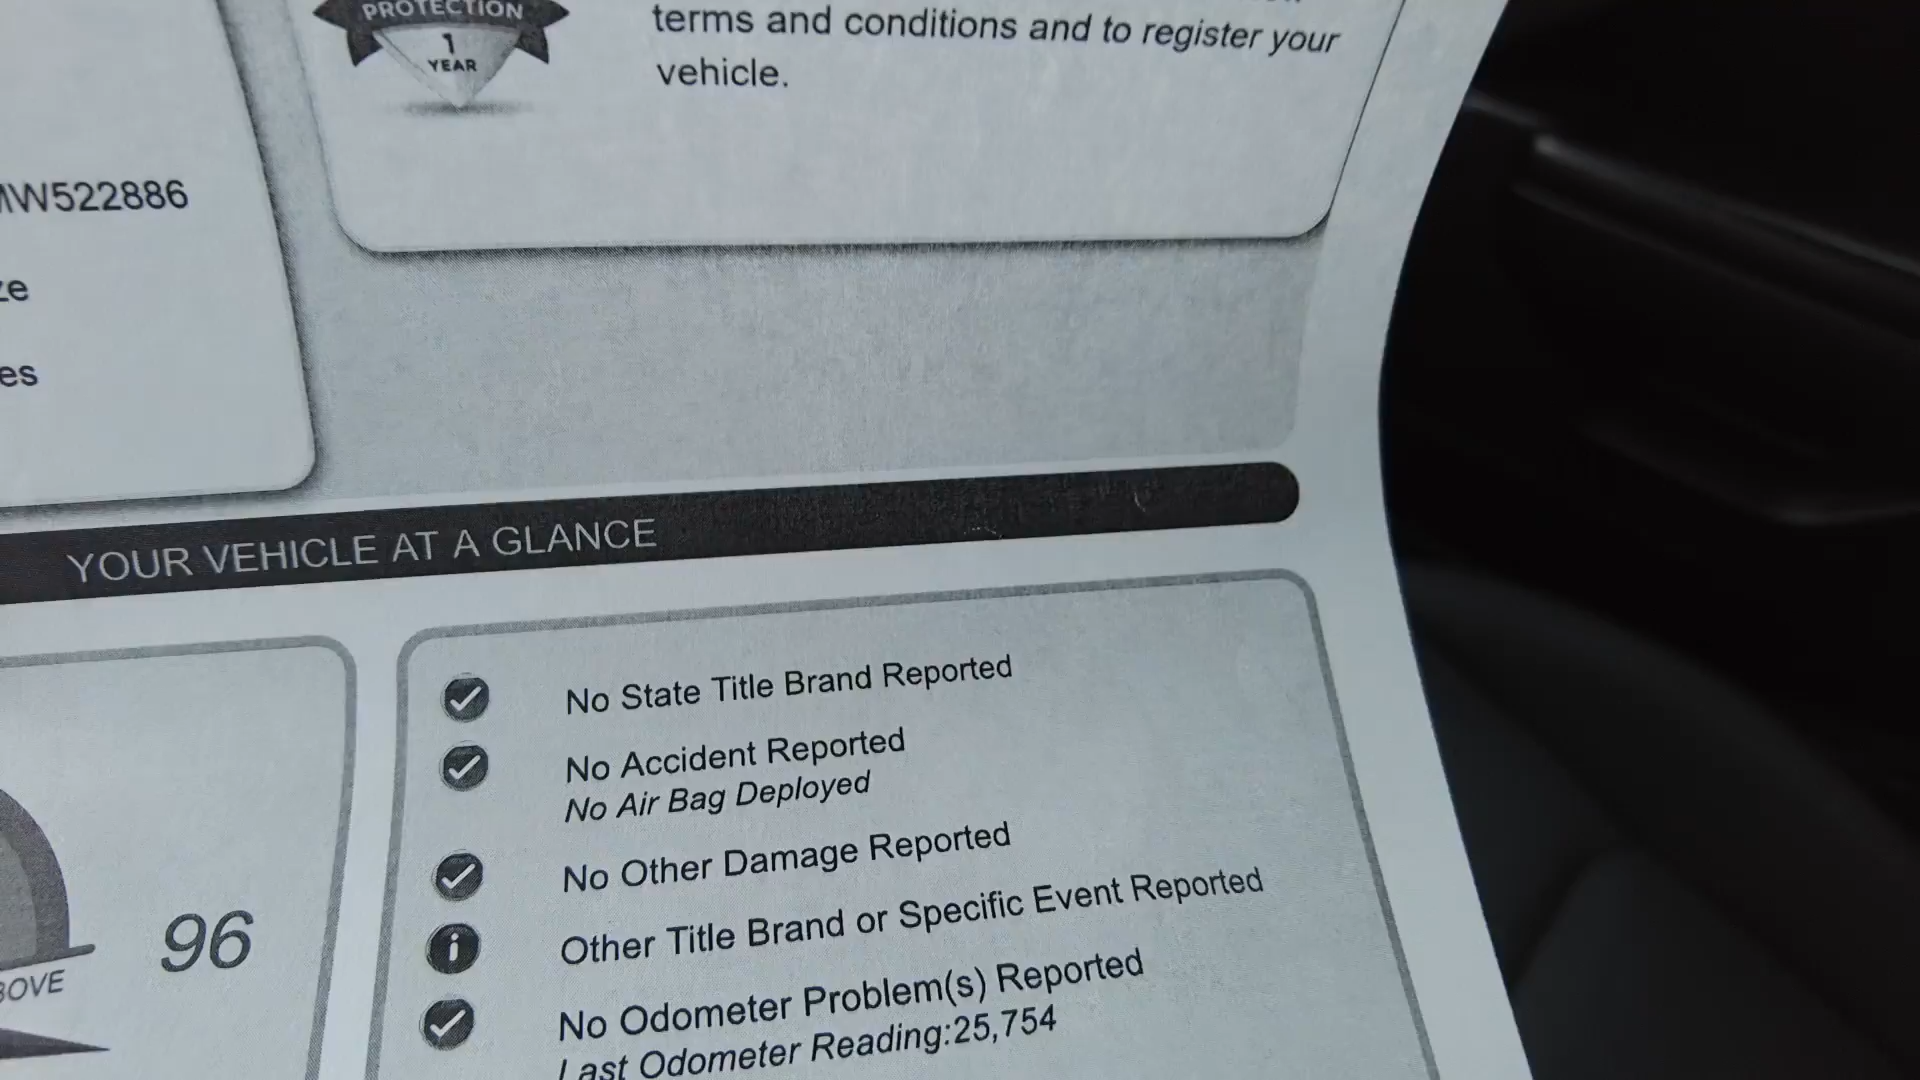 PROTECTION
1
YEAR
terms and conditions and to register your
vehicle.
W522886
ze
es
YOUR VEHICLE AT A GLANCE
No State Title Brand Reported
No Accident Reported
No Air Bag Deployed
No Other Damage Reported
Other Title Brand or Specific Event Reported
No Odometer Problem(s) Reported
Last Odometer Reading:25,754
96
BOVE